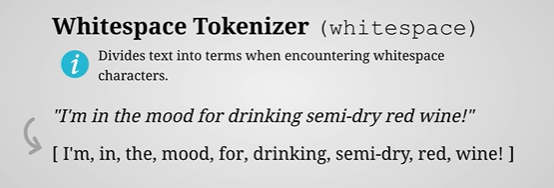 Whitespace Tokenizer (whitespace)
Divides text into terms when encountering whitespace
characters.
"I'm in the mood for drinking semi-dry red wine!"
[ I'm, in, the, mood, for, drinking, semi-dry, red, wine! ]